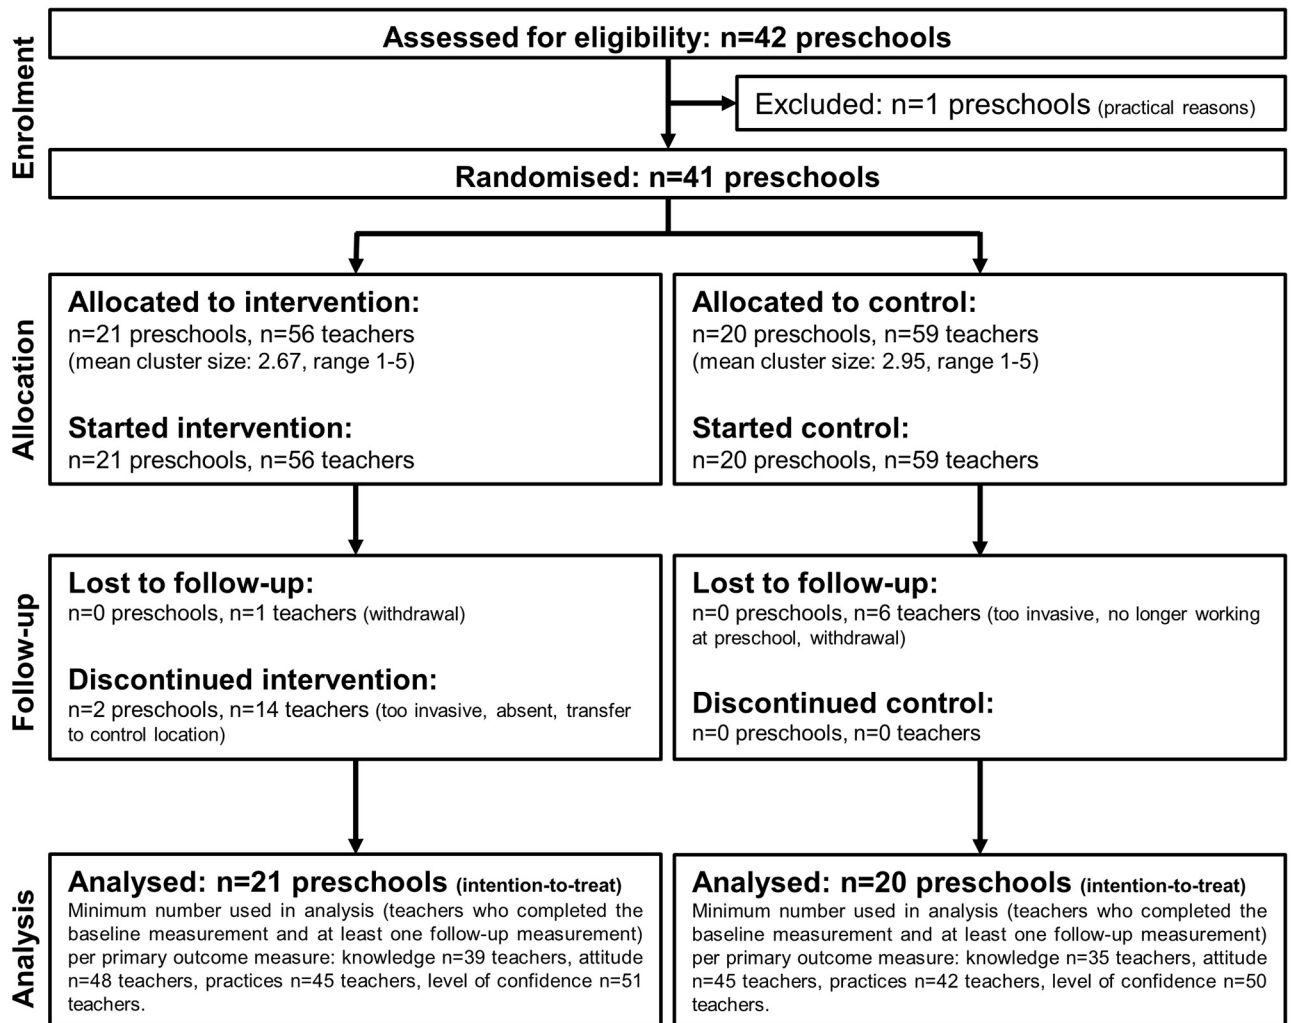 Enrolment
Assessed for eligibility: n=42 preschools
Excluded: n=1 preschools (practical reasons)
Randomised: n=41 preschools
Allocation
Allocated to intervention:
n=21 preschools, n=56 teachers
(mean cluster size: 2.67, range 1-5)
Started intervention:
n=21 preschools, n=56 teachers
Allocated to control:
n=20 preschools, n=59 teachers
(mean cluster size: 2.95, range 1-5)
Started control:
n=20 preschools, n=59 teachers
Follow-up
Lost to follow-up:
n=0 preschools, n=1 teachers (withdrawal)
Discontinued intervention:
n=2 preschools, n=14 teachers (too invasive, absent, transfer
to control location)
Lost to follow-up:
n=0 preschools, n=6 teachers (too invasive, no longer working
at preschool, withdrawal)
Discontinued control:
n=0 preschools, n=0 teachers
Analysis
Analysed: n=21 preschools (intention-to-treat)
Minimum number used in analysis (teachers who completed the
baseline measurement and at least one follow-up measurement)
per primary outcome measure: knowledge n=39 teachers, attitude
n=48 teachers, practices n=45 teachers, level of confidence n=51
teachers.
Analysed: n=20 preschools (intention-to-treat)
Minimum number used in analysis (teachers who completed the
baseline measurement and at least one follow-up measurement)
per primary outcome measure: knowledge n=35 teachers, attitude
n=45 teachers, practices n=42 teachers, level of confidence n=50
teachers.